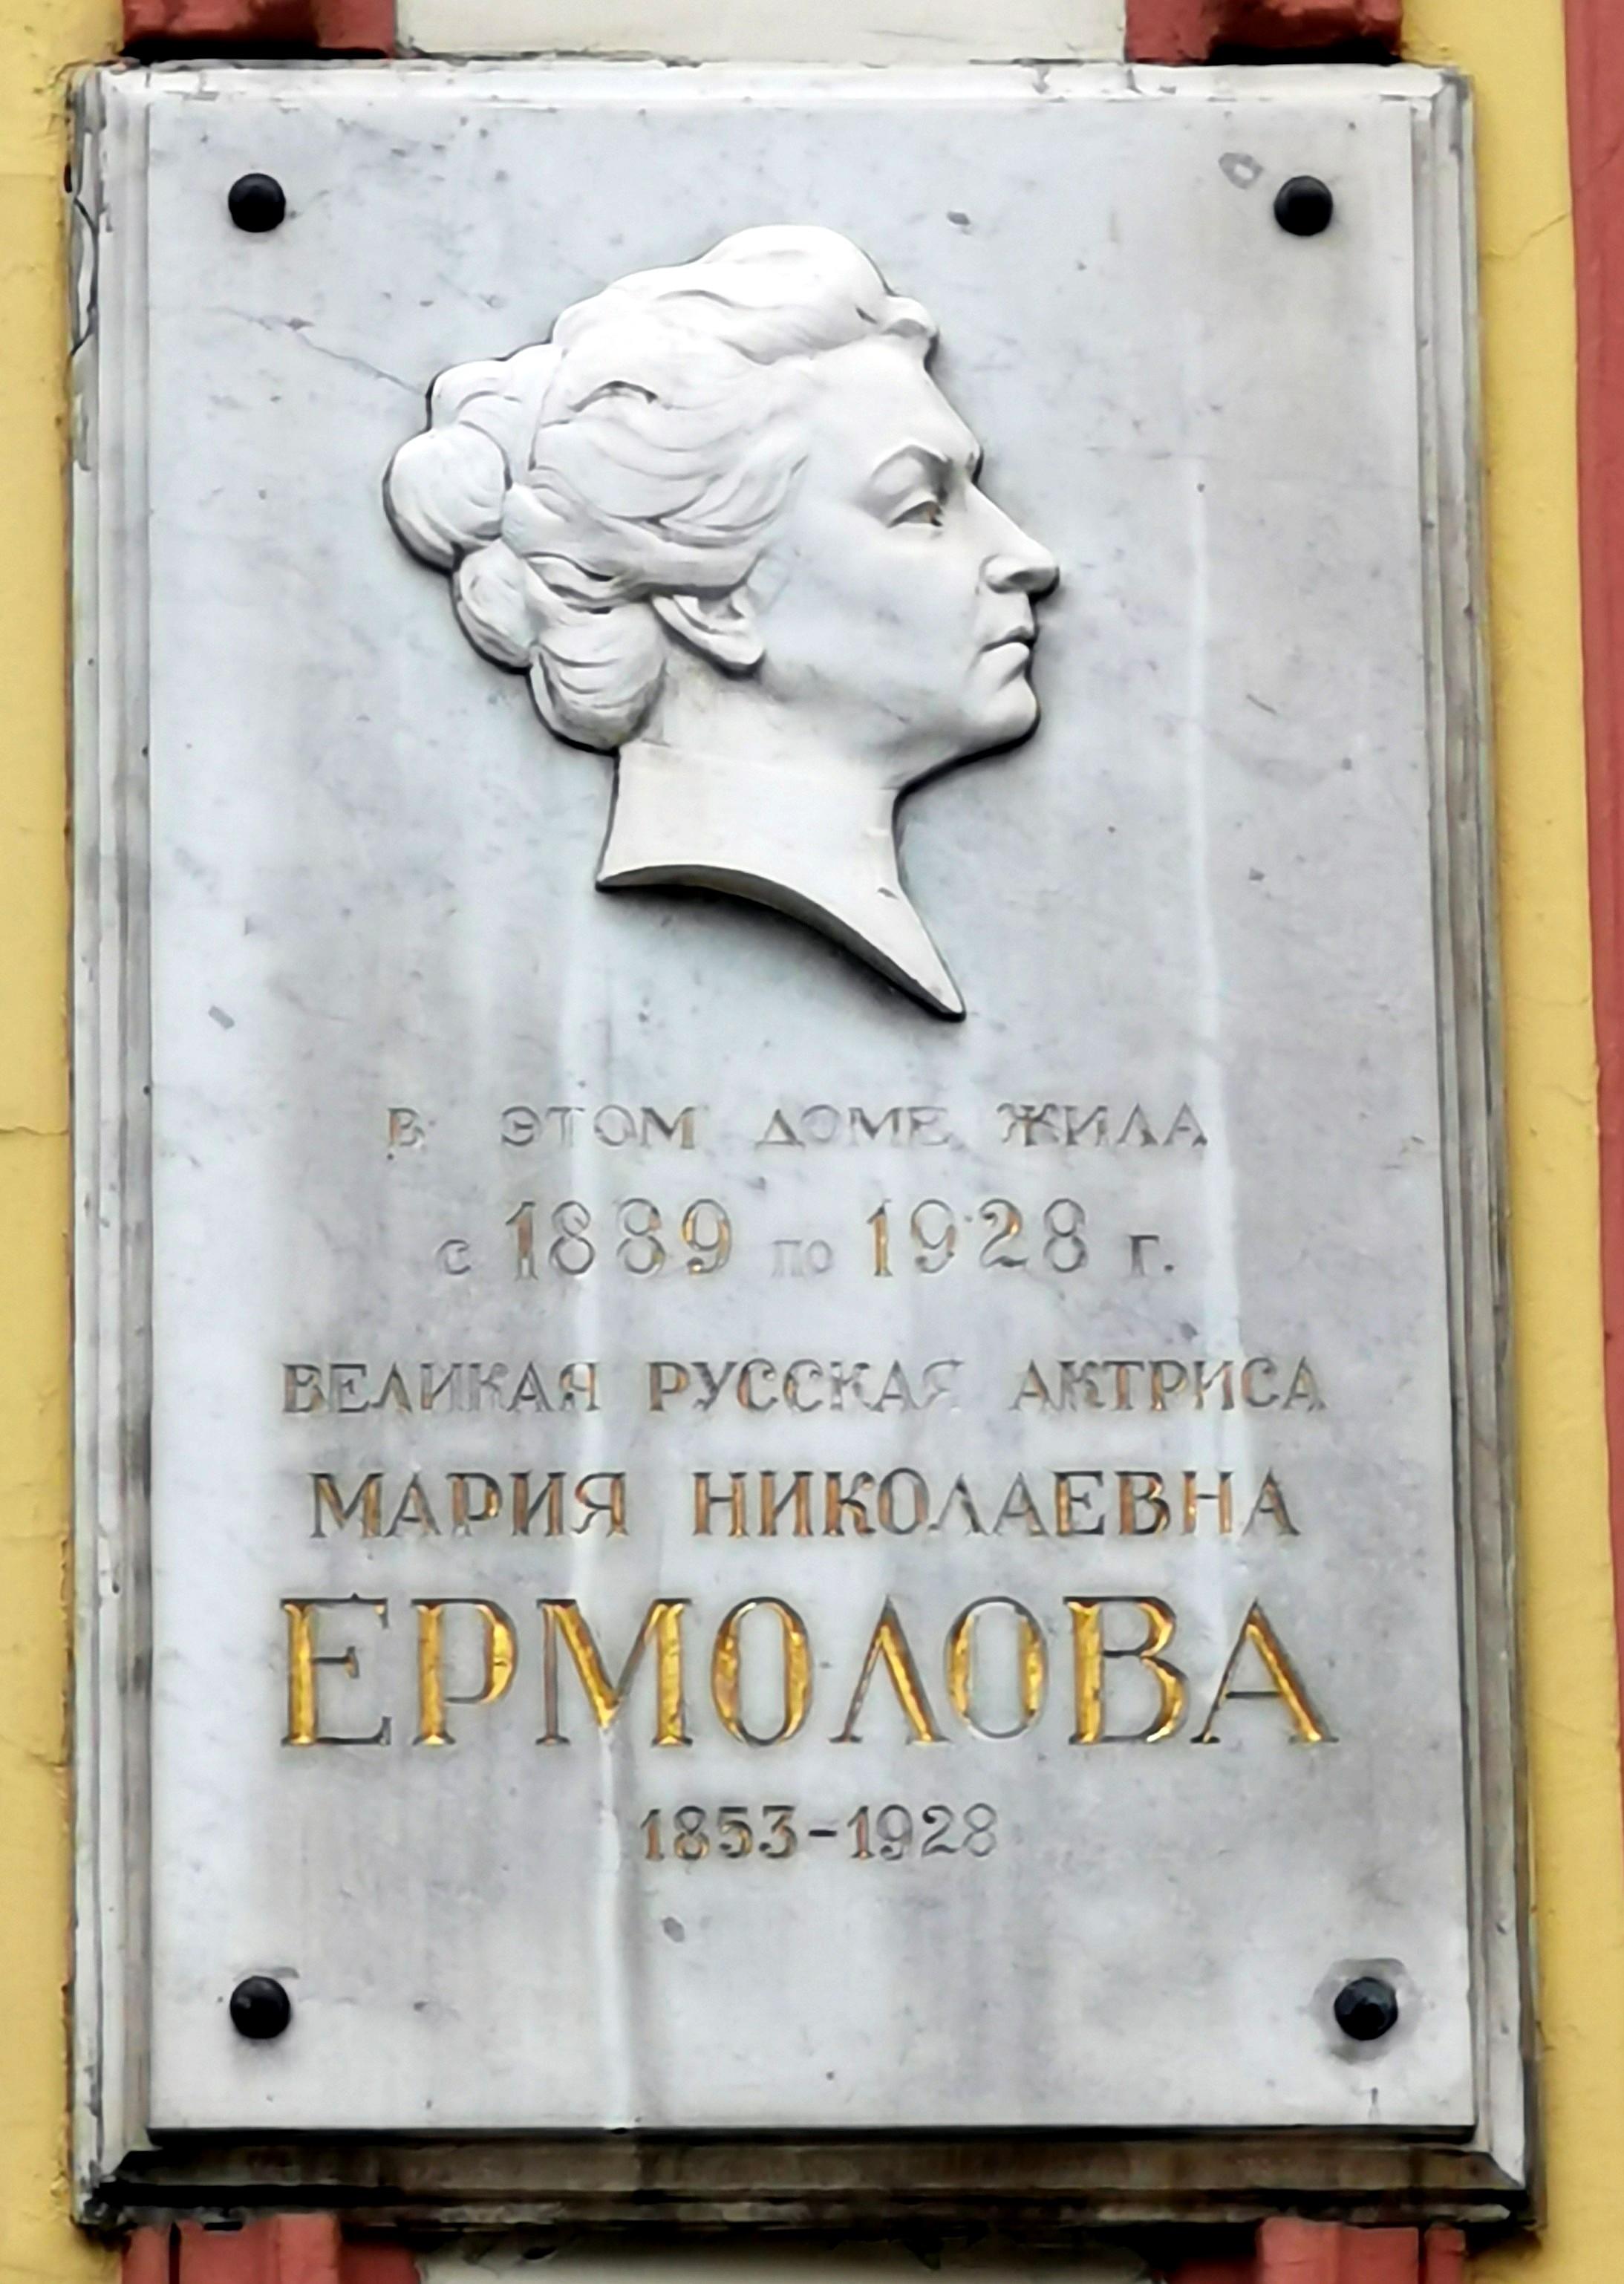 В ЭТОМ ДОМЕ ЖИЛА
с 1889 по 1928 г.
ВЕЛИКАЯ РУССКАЯ АКТРИСА
МАРИЯ НИКОЛАЕВНА
ЕРМОЛОВА
1853-1928